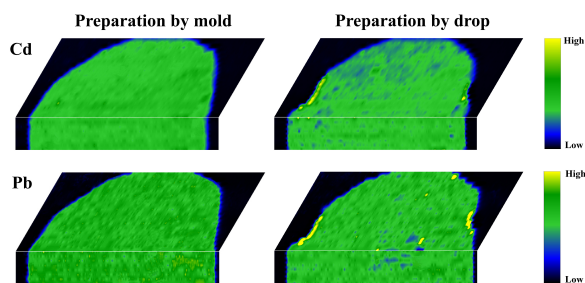 Preparation by mold
Preparation by drop
Cd
High
Low
Pb
High
Low